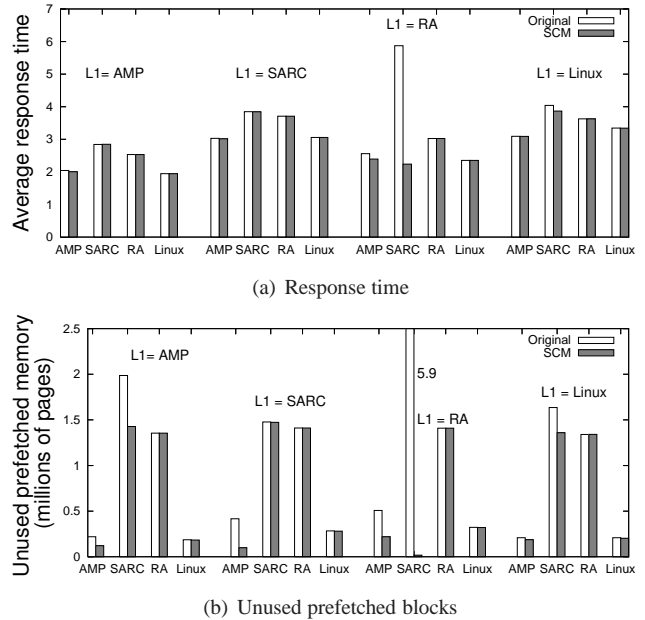 7
6
5
4
3
2
1
0
Average response time
Original
SCM
L1= AMP
L1 = SARC
L1 = RA
L1 = Linux
AMP SARC RA Linux AMP SARC RA Linux AMP SARC RA Linux AMP SARC RA Linux
(a) Response time
2.5
2
1.5
1
0.5
0
Unused prefetched memory
(millions of pages)
Original
SCM
L1= AMP
L1 = SARC
5.9
L1 = RA
L1 = Linux
AMP SARC RA Linux AMP SARC RA Linux AMP SARC RA Linux AMP SARC RA Linux
(b) Unused prefetched blocks